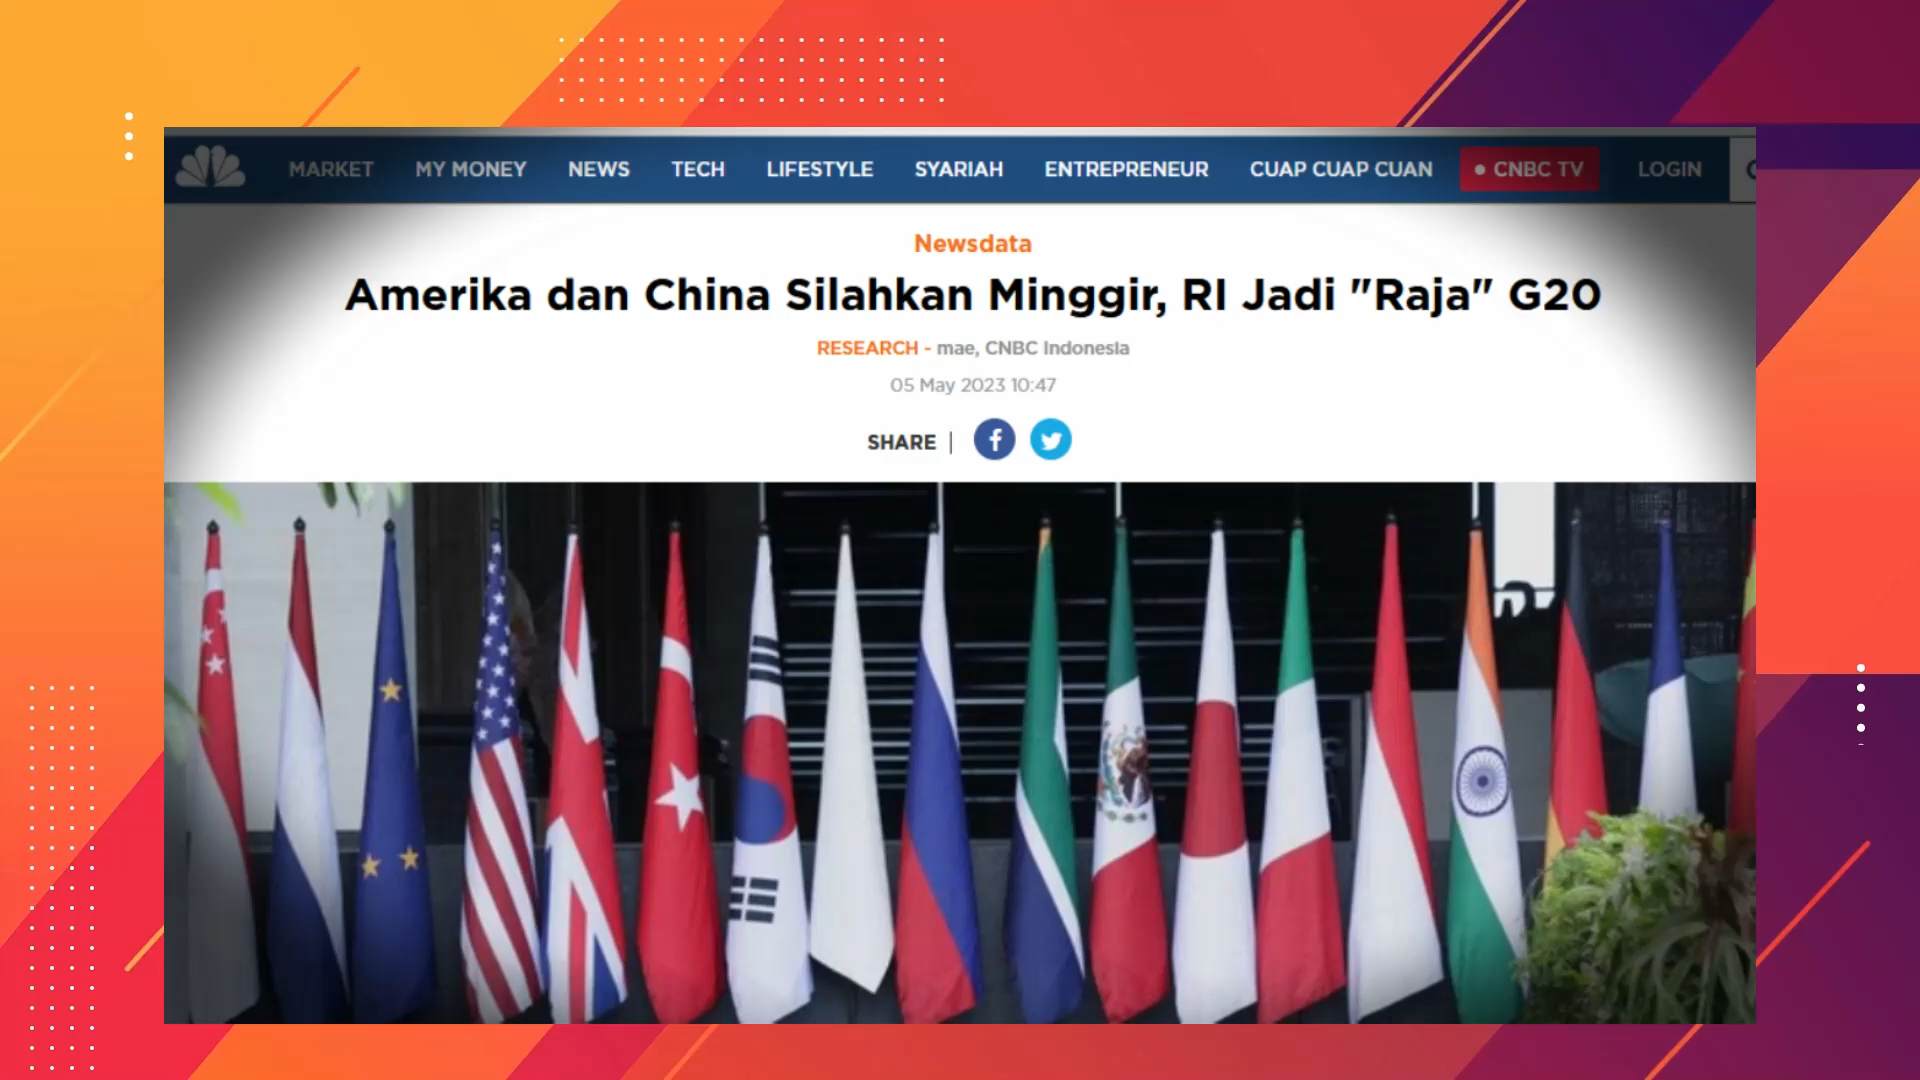 MARKET MY MONEY NEWS TECH LIFESTYLE SYARIAH ENTREPRENEUR CUAP CUAP CUAN CNBC TV LOGIN
Newsdata
Amerika dan China Silahkan Minggir, RI Jadi "Raja" G20
RESEARCH - mae, CNBC Indonesia
05 May 2023 10:47
SHARE |